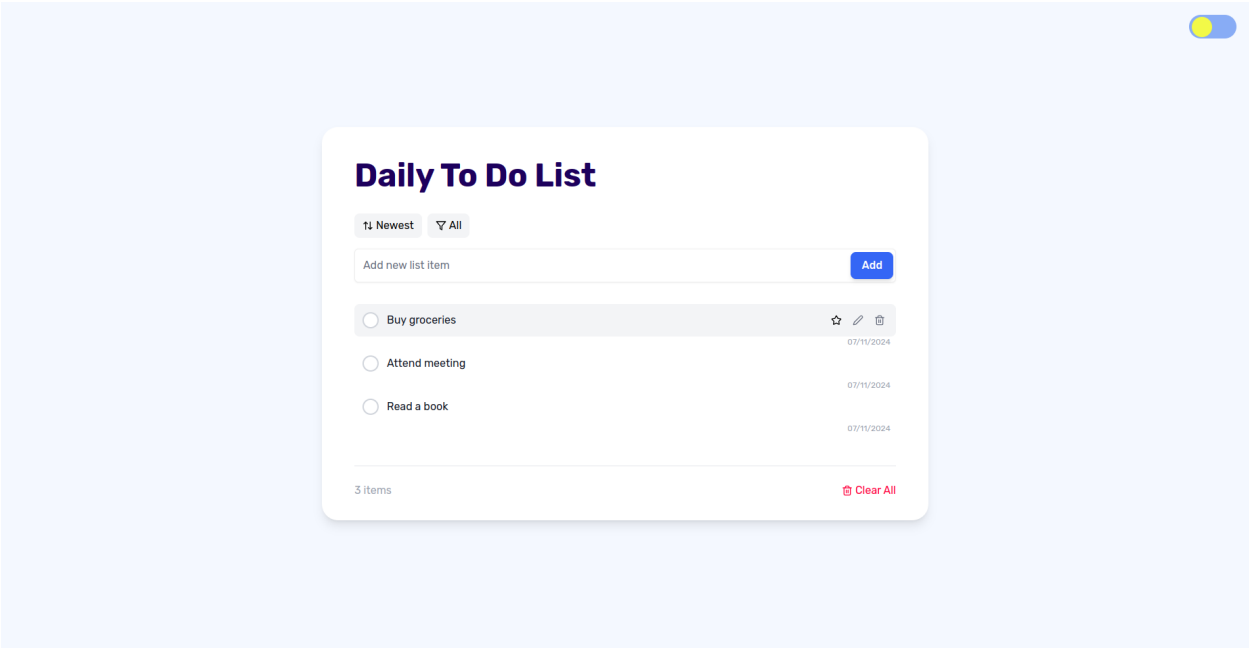 Daily To Do List
Newest All
Add new list item Add
Buy groceries
07/11/2024
Attend meeting
07/11/2024
Read a book
07/11/2024
3 items Clear All